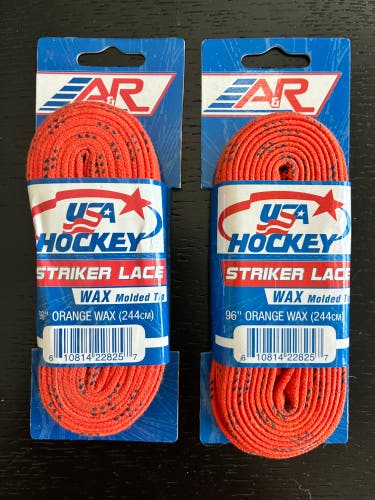 A&R
USA
HOCKEY
STRIKER LACE
WAX Molded Tip
96" ORANGE WAX (244CM)
6 10814 22825 7
A&R
USA
HOCKEY
STRIKER LACE
WAX Molded Tip
96" ORANGE WAX (244CM)
6 10814 22825 7